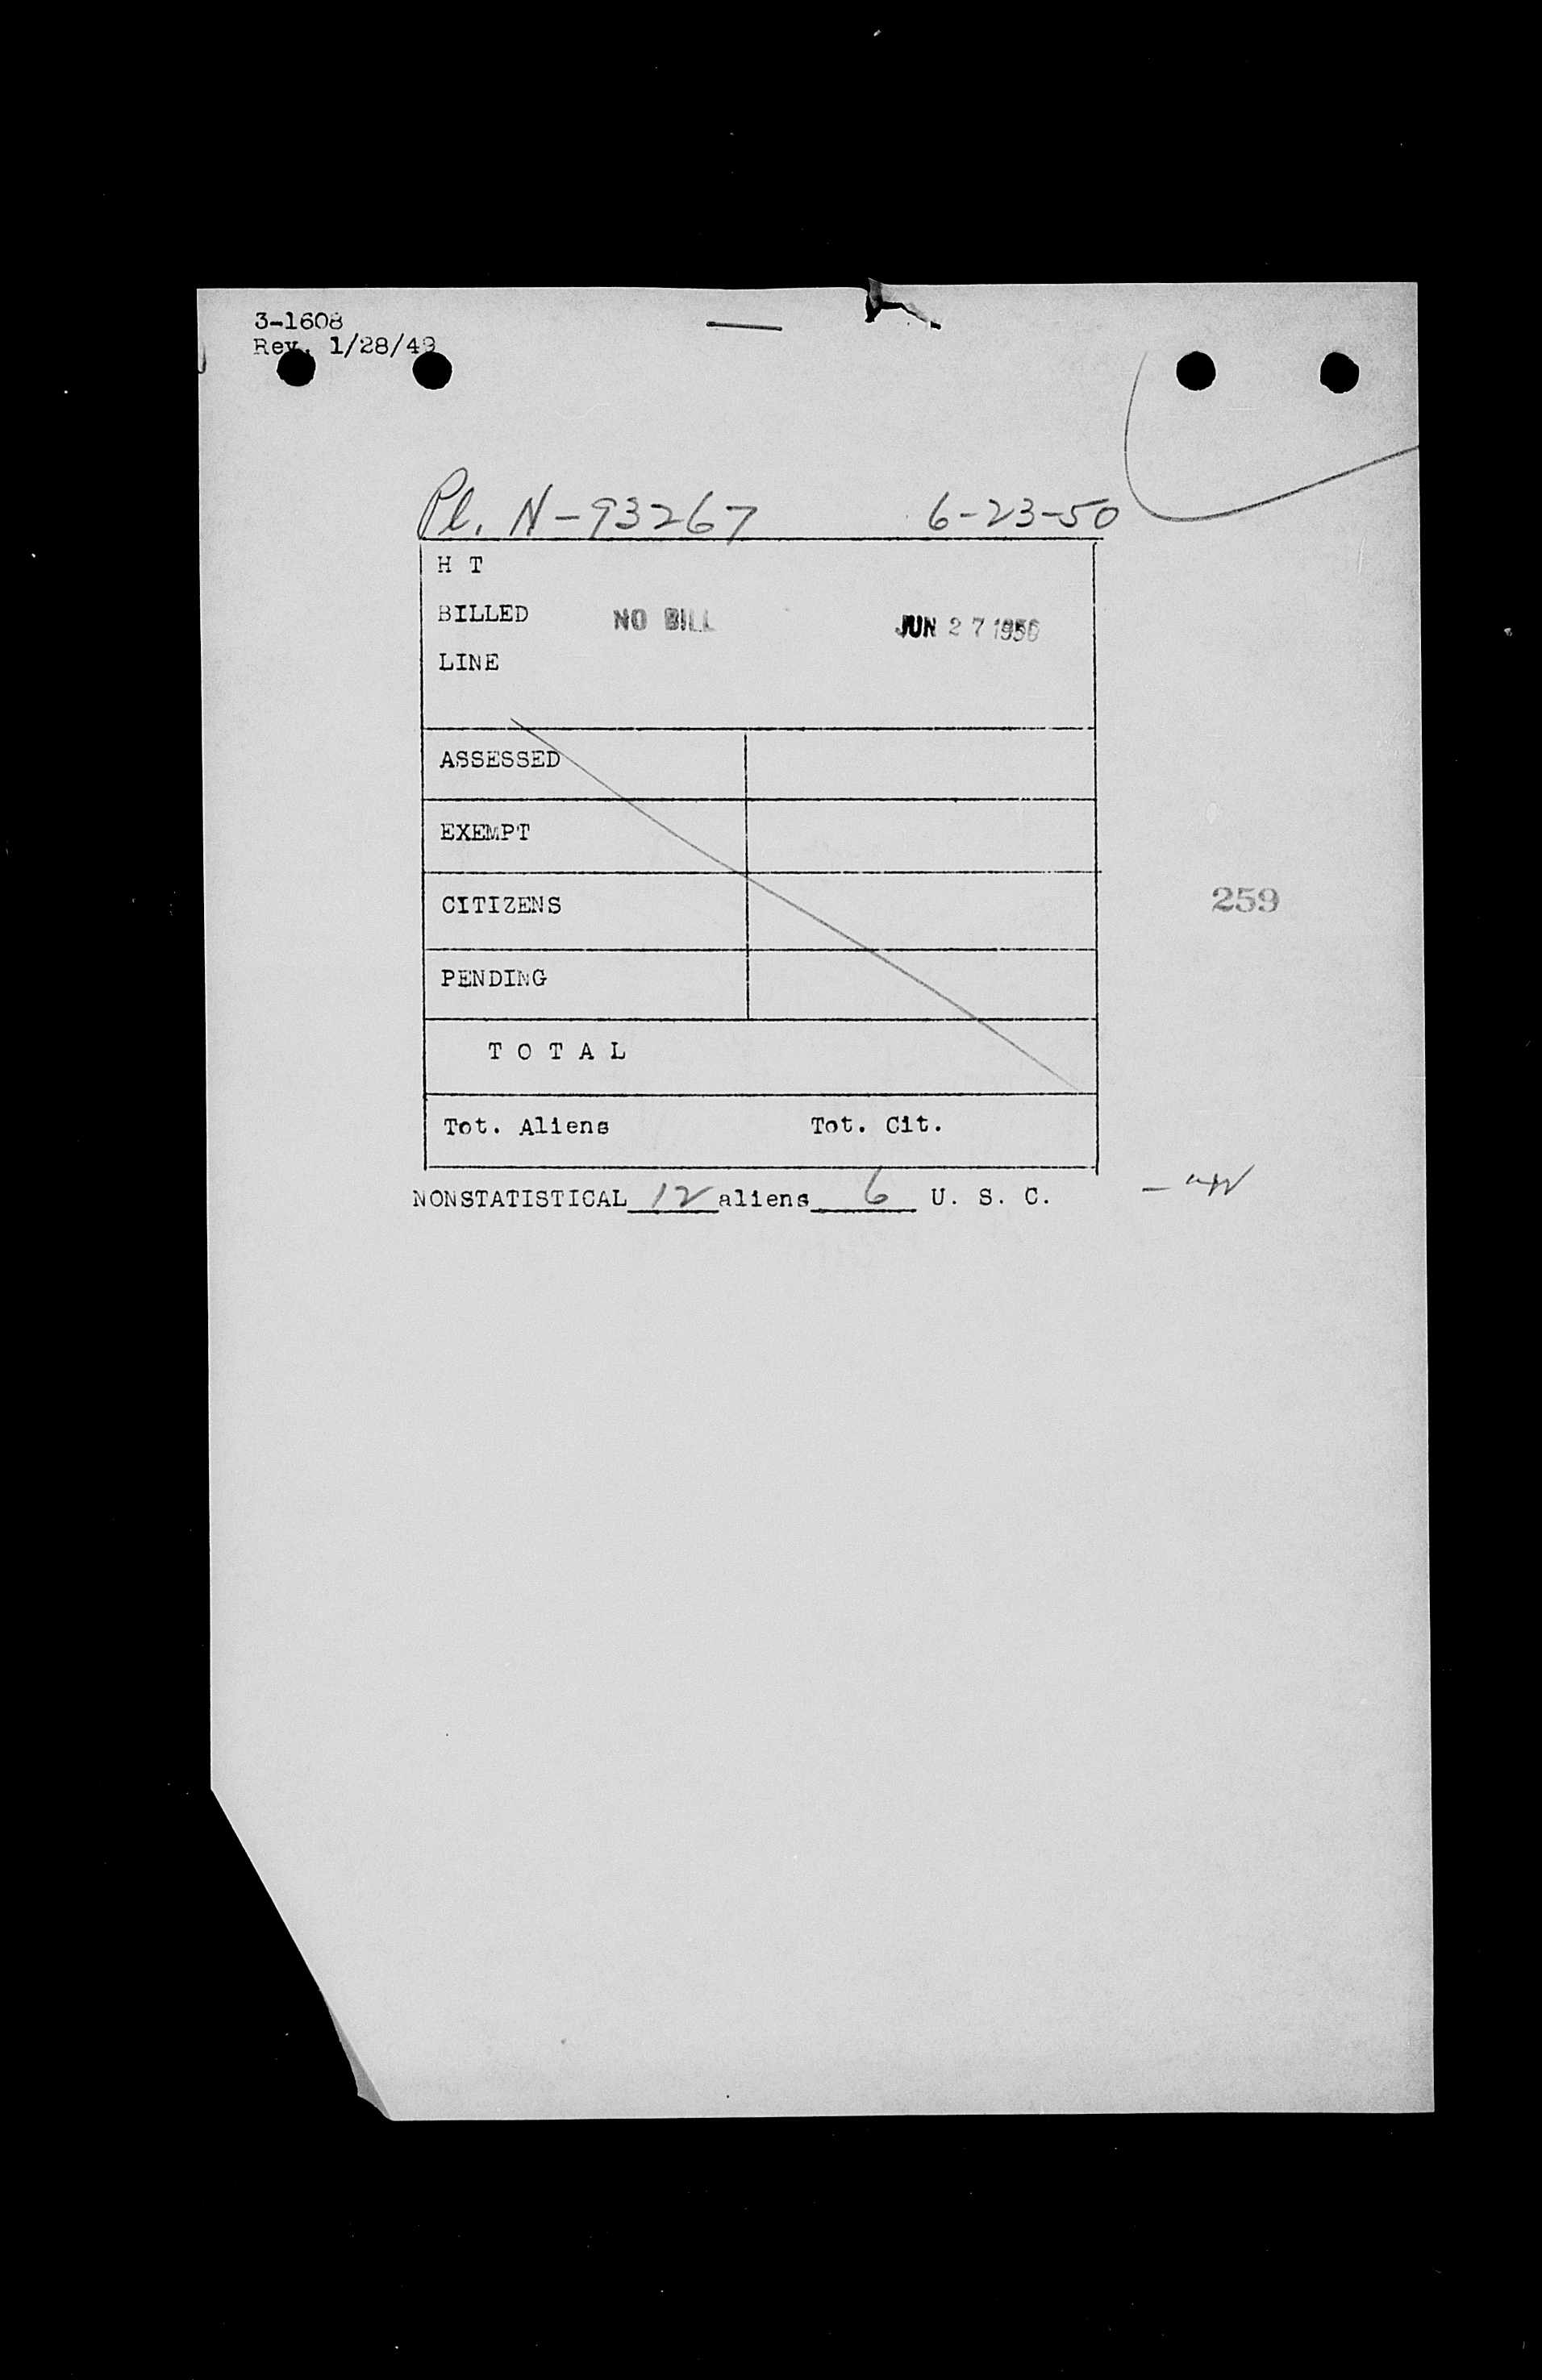 3-1608
Rev. 1/28/49
Pl. N-93267 6-23-50
H T
BILLED NO BILL JUN 27 1950
LINE
ASSESSED
EXEMPT
CITIZENS
259
PENDING
T O T A L
Tot. Aliens Tot. Cit.
NONSTATISTICAL 12 aliens 6 U. S. C.